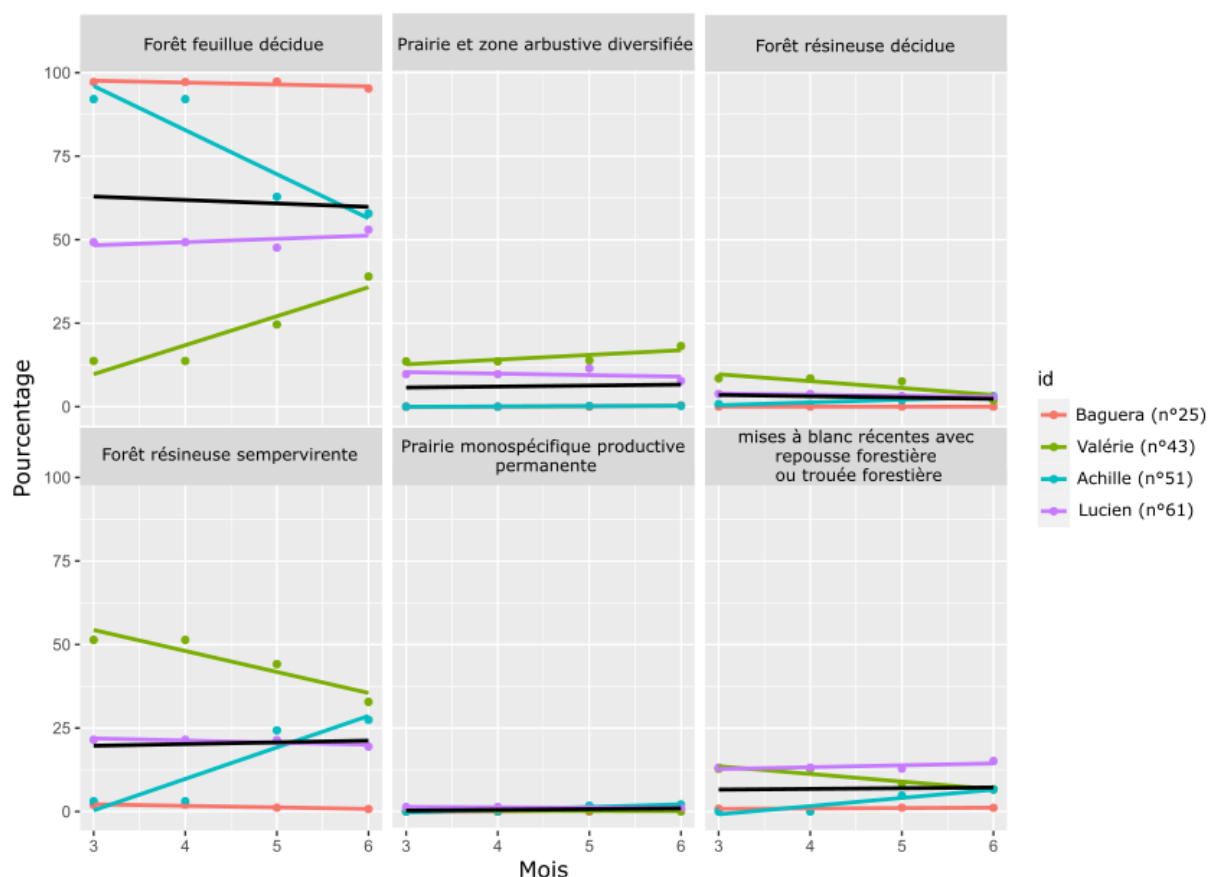 Forêt feuillue décidue
Prairie et zone arbustive diversifiée
Forêt résineuse décidue
100
75
50
25
0
Forêt résineuse sempervirente
Prairie monospécifique productive
permanente
mises à blanc récentes avec
repousse forestière
ou trouée forestière
100
75
50
25
0
3 4 5 6
3 4 5 6
3 4 5 6
Mois
Pourcentage
id
Baguera (n°25)
Valérie (n°43)
Achille (n°51)
Lucien (n°61)